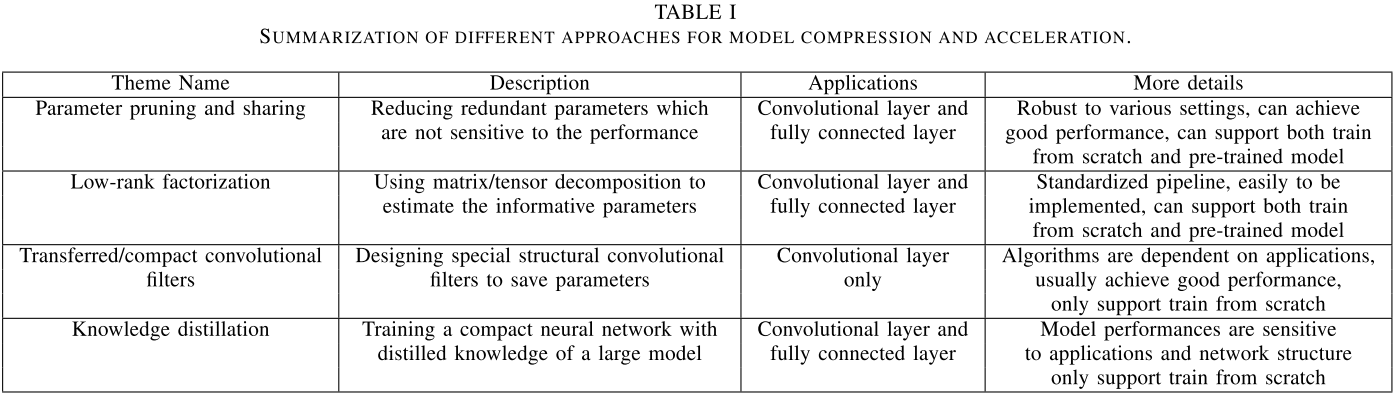 TABLE I
SUMMARIZATION OF DIFFERENT APPROACHES FOR MODEL COMPRESSION AND ACCELERATION.
Theme Name Description Applications More details
Parameter pruning and sharing Reducing redundant parameters which Convolutional layer and Robust to various settings, can achieve
are not sensitive to the performance fully connected layer good performance, can support both train
from scratch and pre-trained model
Low-rank factorization Using matrix/tensor decomposition to Convolutional layer and Standardized pipeline, easily to be
estimate the informative parameters fully connected layer implemented, can support both train
from scratch and pre-trained model
Transferred/compact convolutional Designing special structural convolutional Convolutional layer Algorithms are dependent on applications,
filters filters to save parameters only usually achieve good performance,
only support train from scratch
Knowledge distillation Training a compact neural network with Convolutional layer and Model performances are sensitive
distilled knowledge of a large model fully connected layer to applications and network structure
only support train from scratch